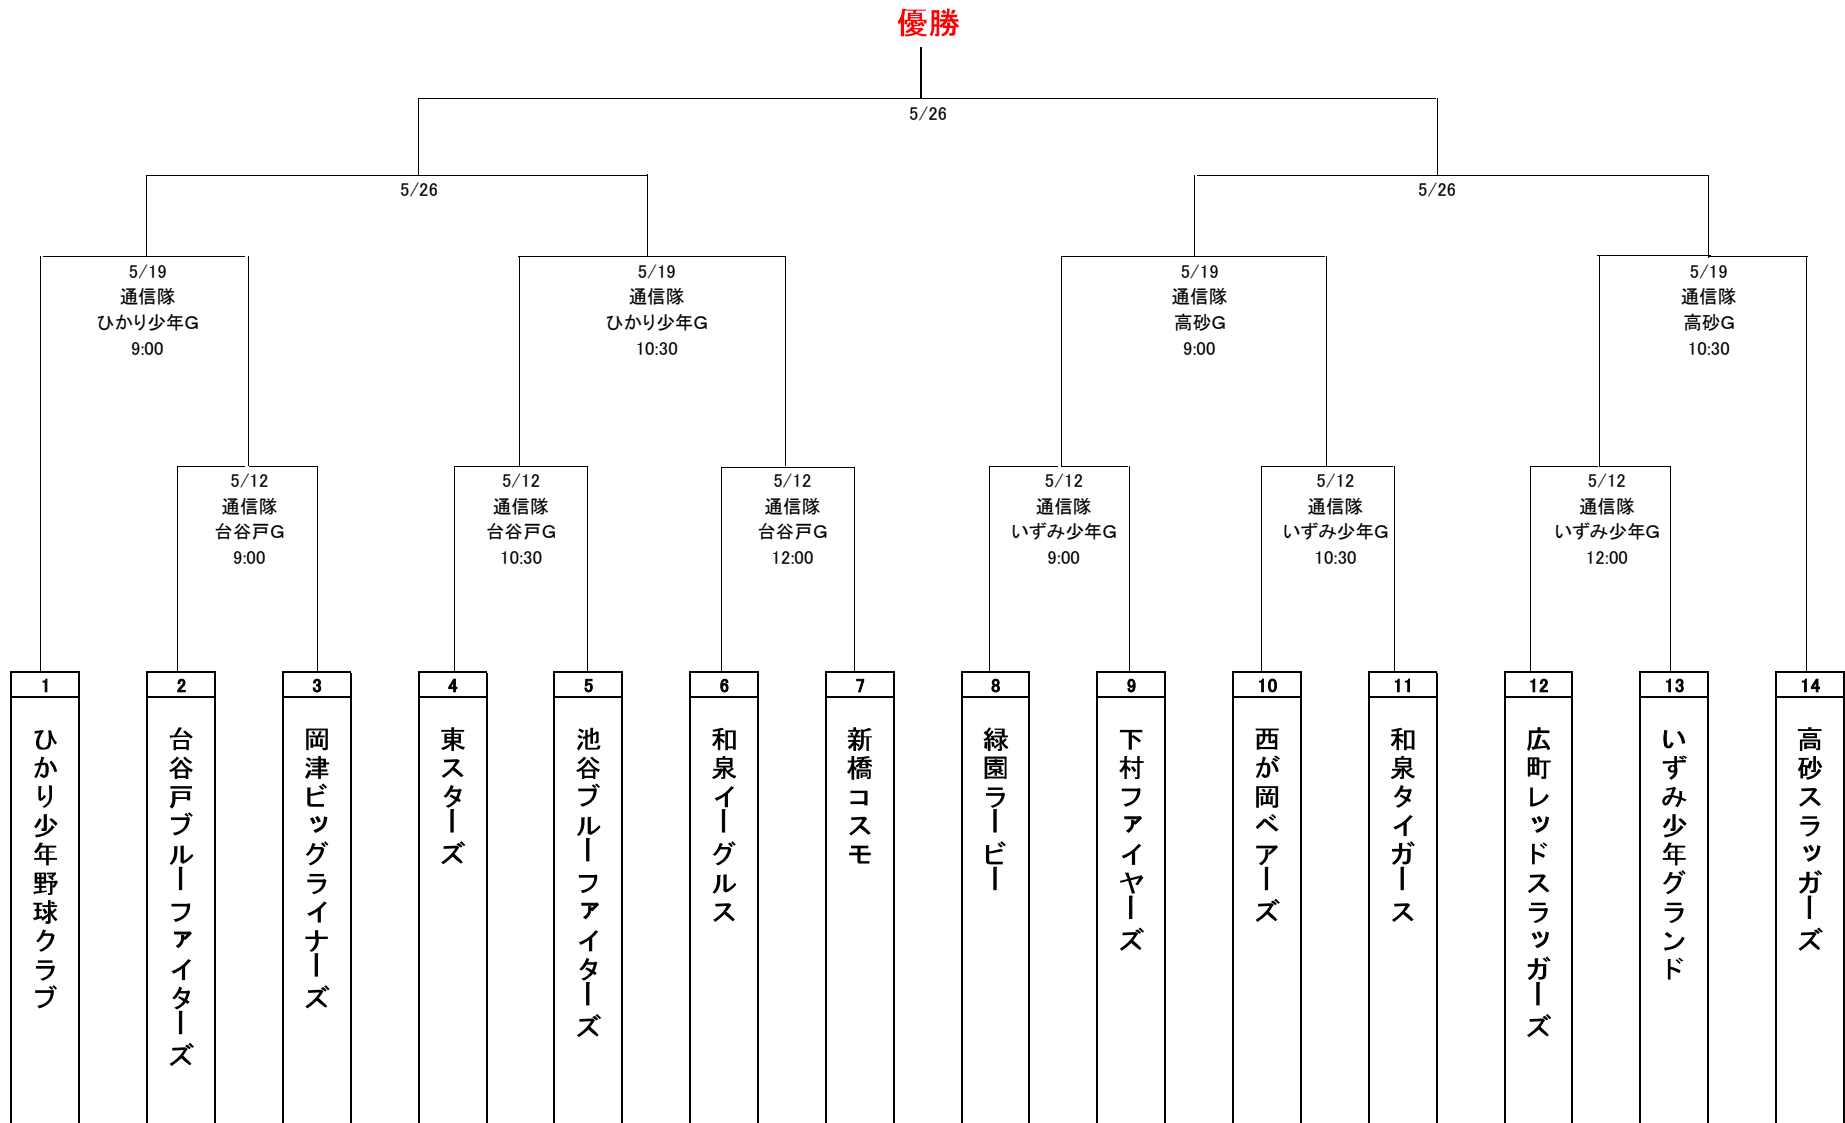 優勝
5/26
5/26
5/26
5/19
通信隊
ひかり少年G
9:00
5/19
通信隊
ひかり少年G
10:30
5/19
通信隊
高砂G
9:00
5/19
通信隊
高砂G
10:30
5/12
通信隊
台谷戸G
9:00
5/12
通信隊
台谷戸G
10:30
5/12
通信隊
台谷戸G
12:00
5/12
通信隊
いずみ少年G
9:00
5/12
通信隊
いずみ少年G
10:30
5/12
通信隊
いずみ少年G
12:00
1
ひかり少年野球クラブ
2
台谷戸ブルーファイターズ
3
岡津ビッグライナーズ
4
東スターズ
5
池谷ブルーファイターズ
6
和泉イーグルス
7
新橋コスモ
8
緑園ラービー
9
下村ファイヤーズ
10
西が岡ベアーズ
11
和泉タイガース
12
広町レッドスラッガーズ
13
いずみ少年グランド
14
高砂スラッガーズ